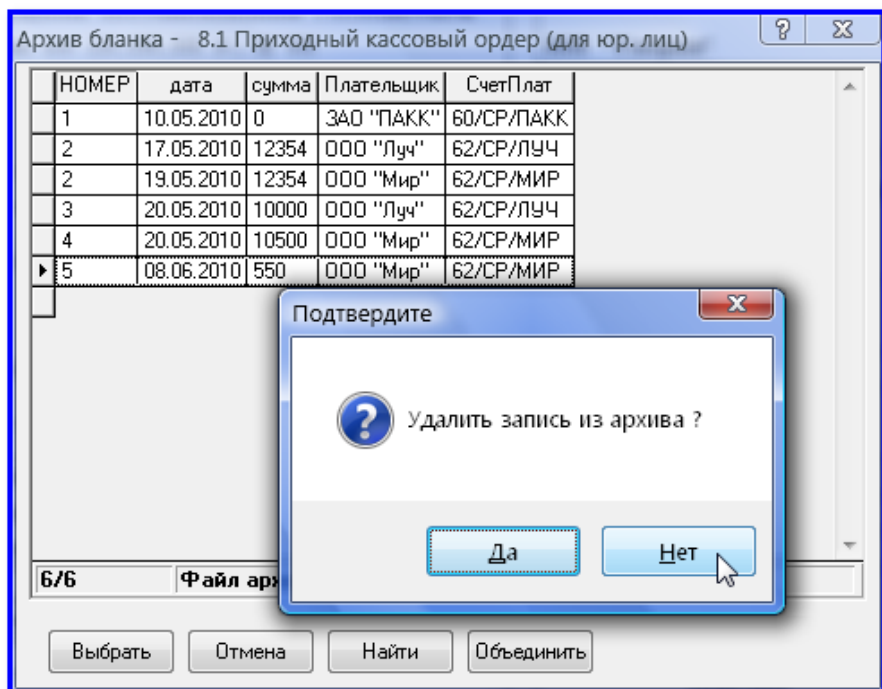 Архив бланка - 8.1 Приходный кассовый ордер (для юр. лиц)
НОМЕР дата сумма Плательщик СчетПлат
1 10.05.2010 0 ЗАО "ПАКК" 60/СР/ПАКК
2 17.05.2010 12354 ООО "Луч" 62/СР/ЛУЧ
2 19.05.2010 12354 ООО "Мир" 62/СР/МИР
3 20.05.2010 10000 ООО "Луч" 62/СР/ЛУЧ
4 20.05.2010 10500 ООО "Мир" 62/СР/МИР
5 08.06.2010 550 ООО "Мир" 62/СР/МИР
Подтвердите
Удалить запись из архива ?
Да Нет
6/6 Файл
Выбрать Отмена Найти Объединить